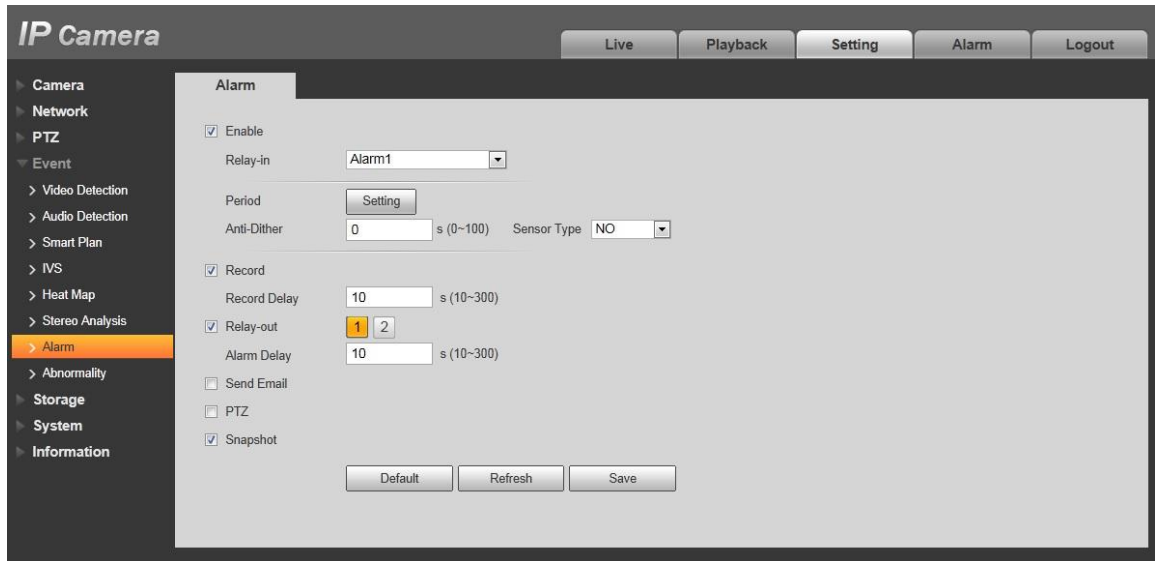 IP Camera
Live Playback Setting Alarm Logout
Camera
Network
PTZ
Event
Video Detection
Audio Detection
Smart Plan
IVS
Heat Map
Stereo Analysis
Alarm
Abnormality
Storage
System
Information
Alarm
Enable
Relay-in Alarm1
Period Setting
Anti-Dither 0 s (0~100) Sensor Type NO
Record
Record Delay 10 s (10~300)
Relay-out 1 2
Alarm Delay 10 s (10~300)
Send Email
PTZ
Snapshot
Default Refresh Save